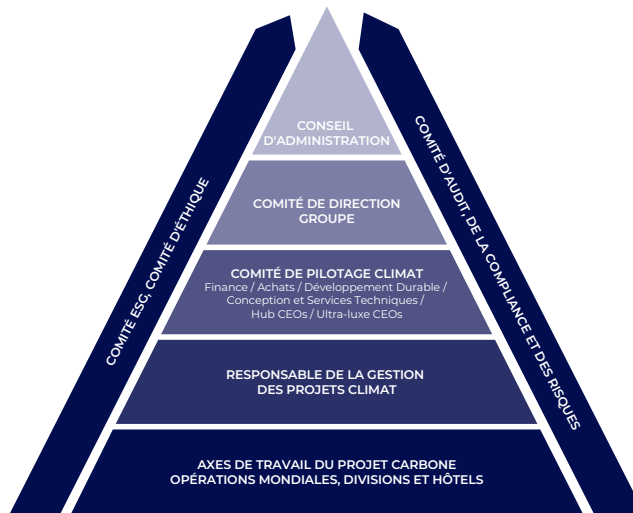 CONSEIL
D'ADMINISTRATION
COMITÉ DE DIRECTION
GROUPE
COMITÉ DE PILOTAGE CLIMAT
Finance / Achats / Développement Durable /
Conception et Services Techniques /
Hub CEOs / Ultra-luxe CEOs
RESPONSABLE DE LA GESTION
DES PROJETS CLIMAT
AXES DE TRAVAIL DU PROJET CARBONE
OPÉRATIONS MONDIALES, DIVISIONS ET HÔTELS
COMITÉ ESG, COMITÉ D'ÉTHIQUE
COMITÉ D'AUDIT, DE LA COMPLIANCE ET DES RISQUES